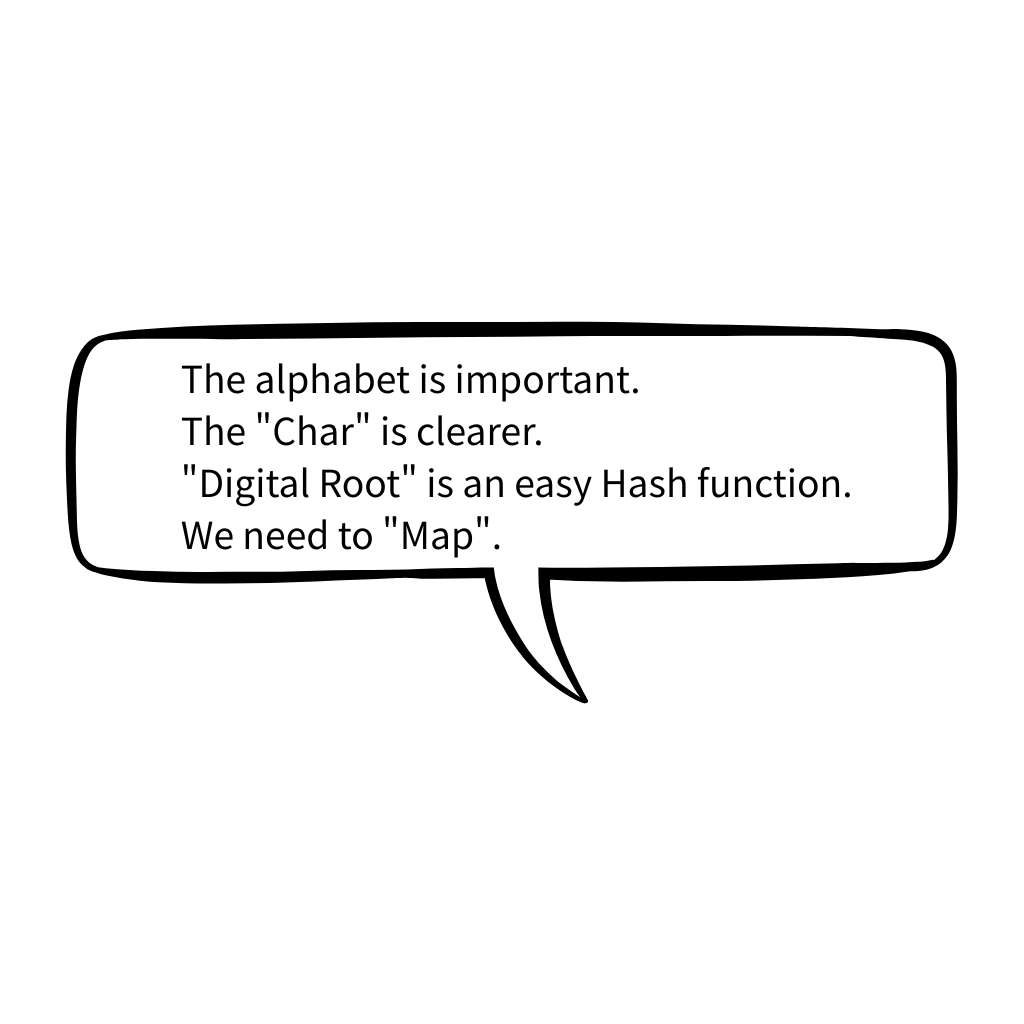 The alphabet is important.
The "Char" is clearer.
"Digital Root" is an easy Hash function.
We need to "Map".